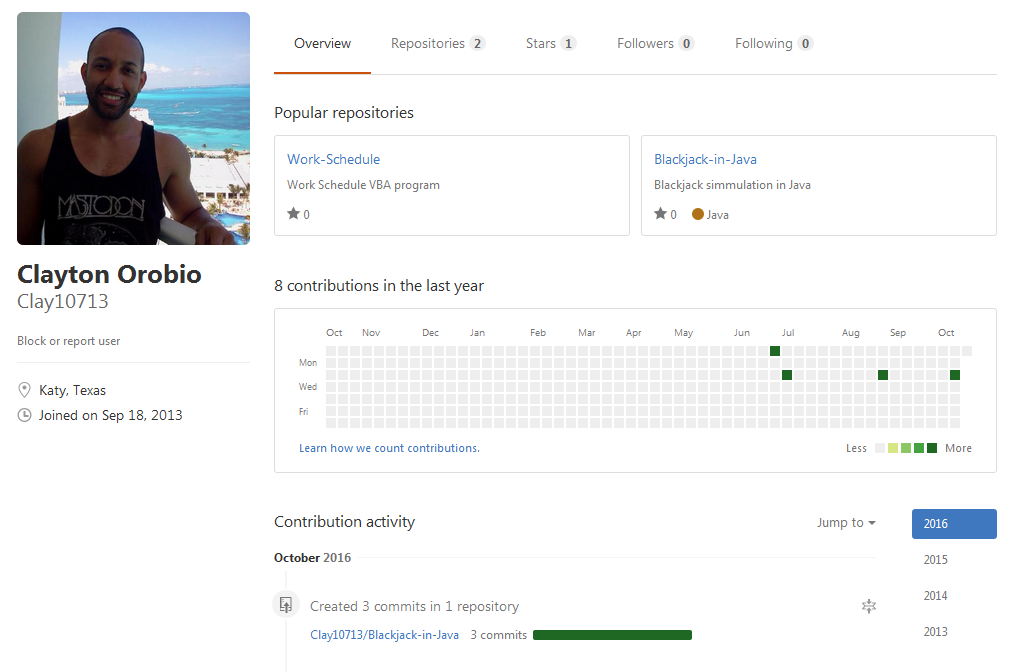 Overview Repositories 2 Stars 1 Followers 0 Following 0
MASTODON
Clayton Orobio
Clay10713
Block or report user
Katy, Texas
Joined on Sep 18, 2013
Popular repositories
Work-Schedule
Work Schedule VBA program
0
Blackjack-in-Java
Blackjack simmulation in Java
0 Java
8 contributions in the last year
Oct Nov Dec Jan Feb Mar Apr May Jun Jul Aug Sep Oct
Mon
Wed
Fri
Learn how we count contributions.
Less More
Contribution activity
Jump to
2016
2015
2014
2013
October 2016
Created 3 commits in 1 repository
Clay10713/Blackjack-in-Java 3 commits